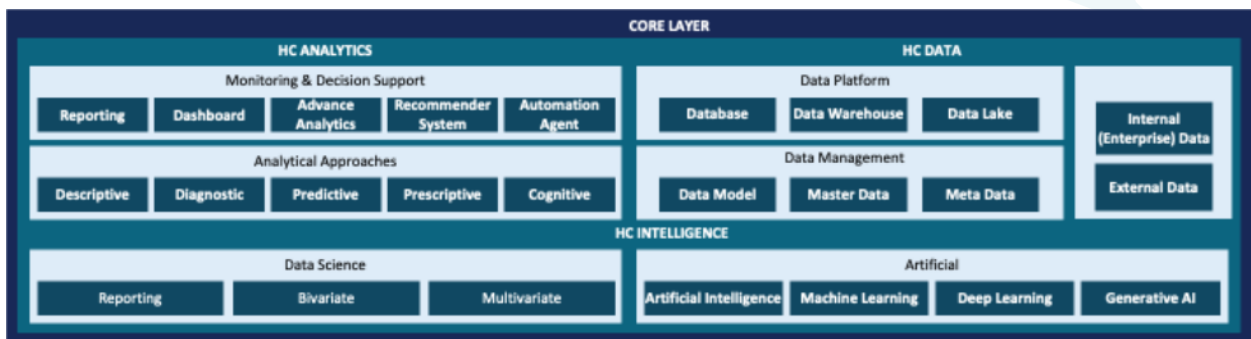 CORE LAYER
HC ANALYTICS
Monitoring & Decision Support
Reporting
Dashboard
Advance
Analytics
Recommender
System
Automation
Agent
Analytical Approaches
Descriptive
Diagnostic
Predictive
Prescriptive
Cognitive
HC DATA
Data Platform
Database
Data Warehouse
Data Lake
Data Management
Data Model
Master Data
Meta Data
Internal
(Enterprise) Data
External Data
HC INTELLIGENCE
Data Science
Reporting
Bivariate
Multivariate
Artificial
Artificial Intelligence
Machine Learning
Deep Learning
Generative AI